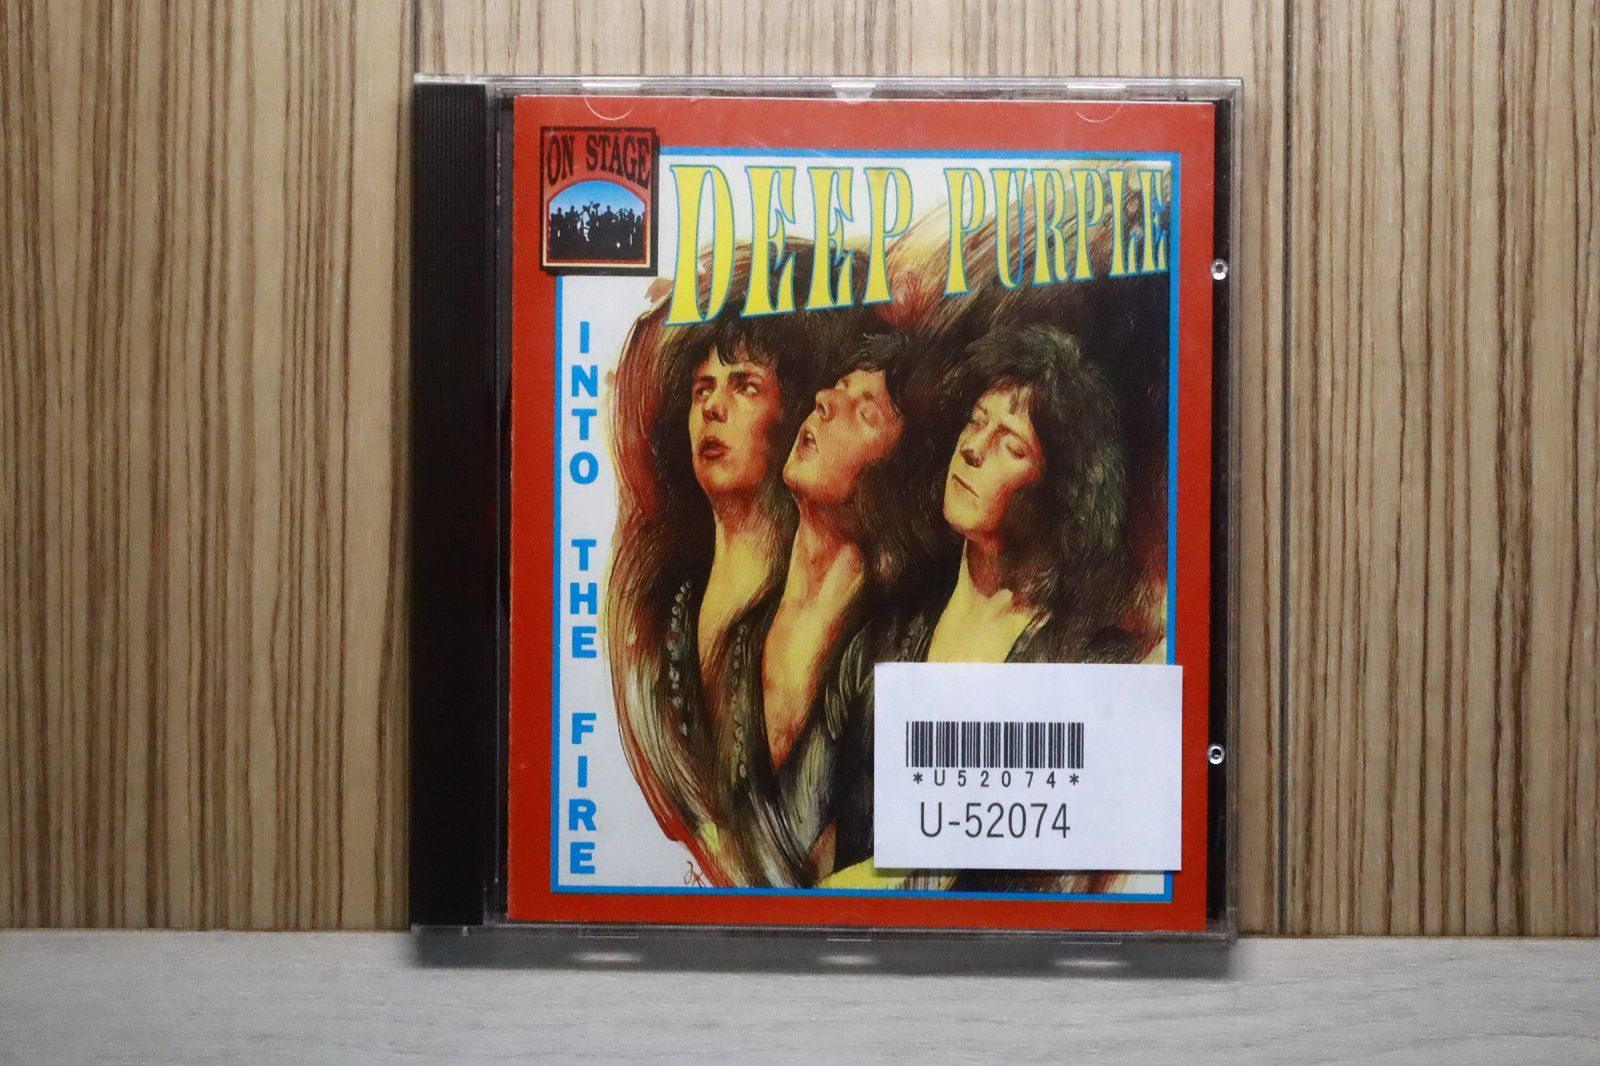 ON STAGE
DEEP PURPLE
INTO THE FIRE
*U52074*
U-52074